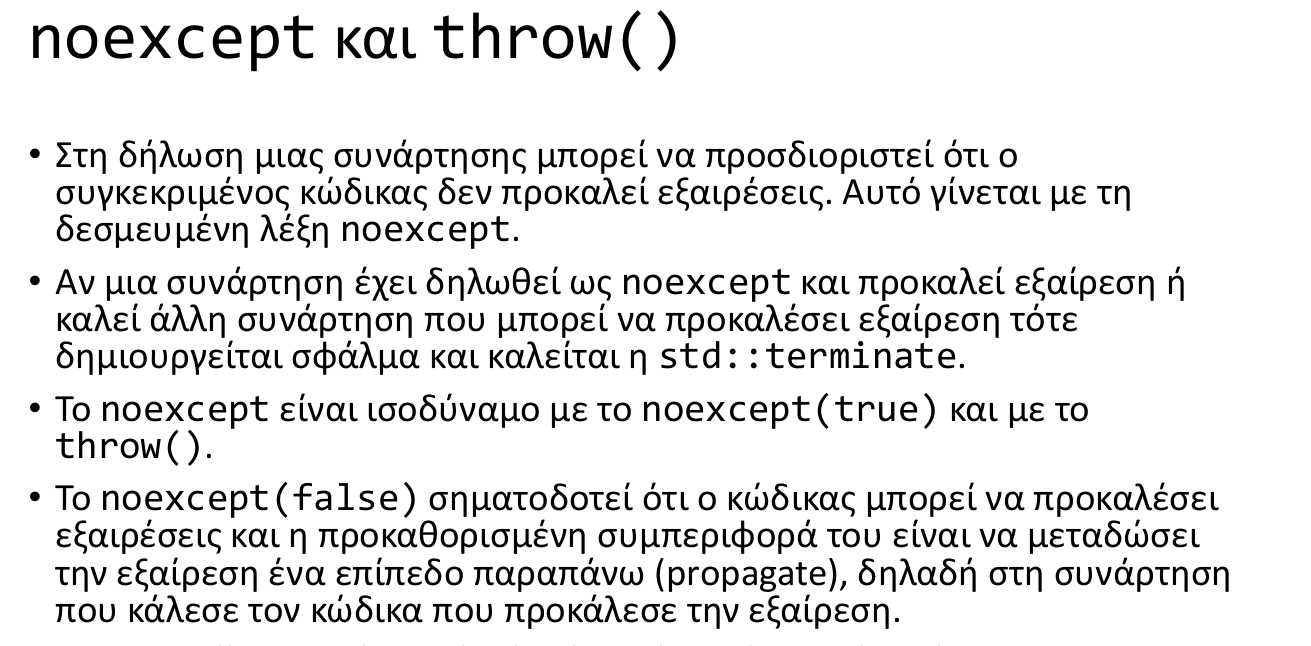 noexcept και throw()
• Στη δήλωση μιας συνάρτησης μπορεί να προσδιοριστεί ότι ο
συγκεκριμένος κώδικας δεν προκαλεί εξαιρέσεις. Αυτό γίνεται με τη
δεσμευμένη λέξη noexcept.
• Αν μια συνάρτηση έχει δηλωθεί ως noexcept και προκαλεί εξαίρεση ή
καλεί άλλη συνάρτηση που μπορεί να προκαλέσει εξαίρεση τότε
δημιουργείται σφάλμα και καλείται η std::terminate.
• Το noexcept είναι ισοδύναμο με το noexcept(true) και με το
throw().
• Το noexcept(false) σηματοδοτεί ότι ο κώδικας μπορεί να προκαλέσει
εξαιρέσεις και η προκαθορισμένη συμπεριφορά του είναι να μεταδώσει
την εξαίρεση ένα επίπεδο παραπάνω (propagate), δηλαδή στη συνάρτηση
που κάλεσε τον κώδικα που προκάλεσε την εξαίρεση.